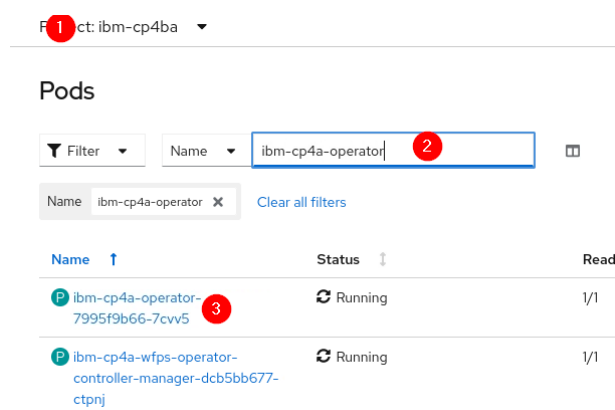 P 1 ct: ibm-cp4ba
Pods
Filter Name ibm-cp4a-operator 2
Name ibm-cp4a-operator Clear all filters
Name Status Read
P ibm-cp4a-operator-7995f9b66-7cvv5 3 Running 1/1
P ibm-cp4a-wfps-operator-controller-manager-dcb5bb677-ctpnj Running 1/1